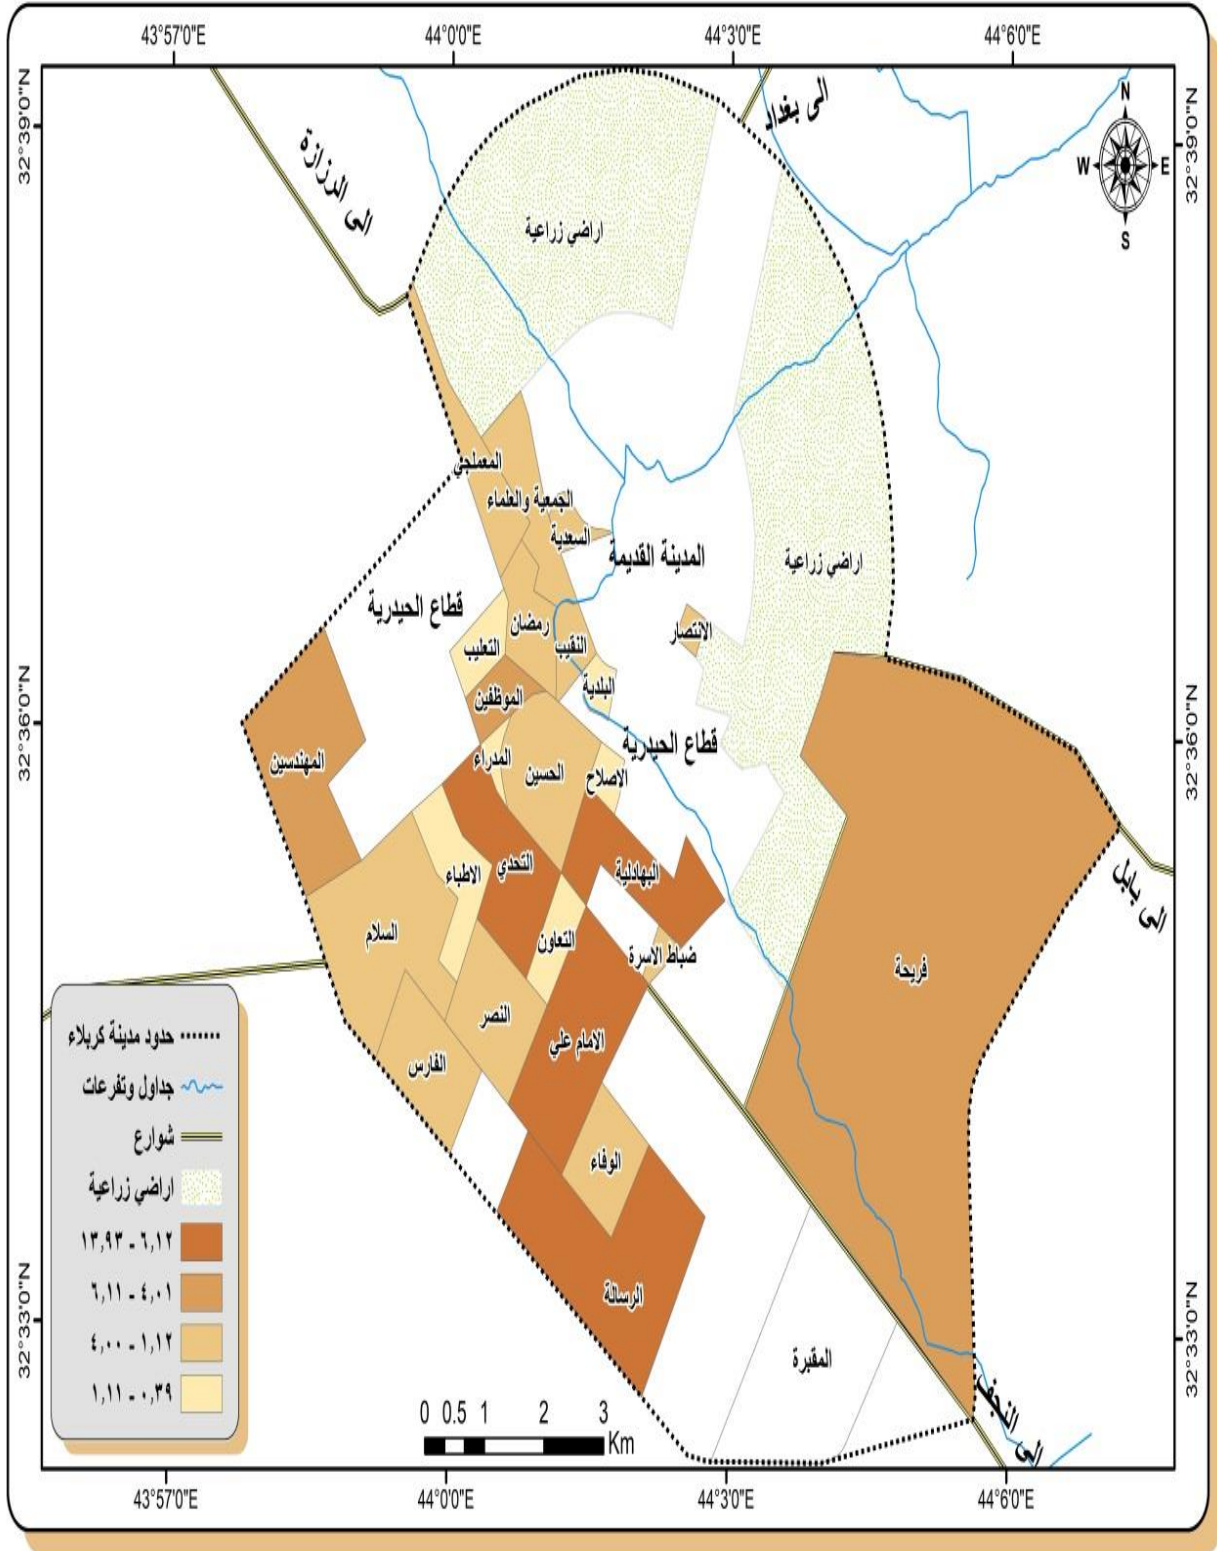 43°57'0"E
44°0'0"E
44°3'0"E
44°6'0"E
32°39'0"N
32°39'0"N
الى بغداد
N
W
E
S
الى الرزازة
اراضي زراعية
المعملجي
الجمعية والعلماء
السعدية
المدينة القديمة
اراضي زراعية
قطاع الحيدرية
رمضان
النقيب
الانتصار
التعليب
البلدية
الموظفين
32°36'0"N
32°36'0"N
المهندسين
المدراء
الحسين
الاصلاح
قطاع الحيدرية
التحدي
البهادلية
الاطباء
الى بابل
السلام
التعاون
ضباط الاسرة
فريحة
النصر
الامام علي
الفارس
الوفاء
الرسالة
المقبرة
الى النجف
حدود مدينة كربلاء
جداول وتفرعات
شوارع
اراضي زراعية
٦,١٢ - ١٣,٩٣
٤,٠١ - ٦,١١
١,١٢ - ٤,٠٠
٠,٣٩ - ١,١١
32°33'0"N
32°33'0"N
0 0.5 1 2 3
Km
43°57'0"E
44°0'0"E
44°3'0"E
44°6'0"E